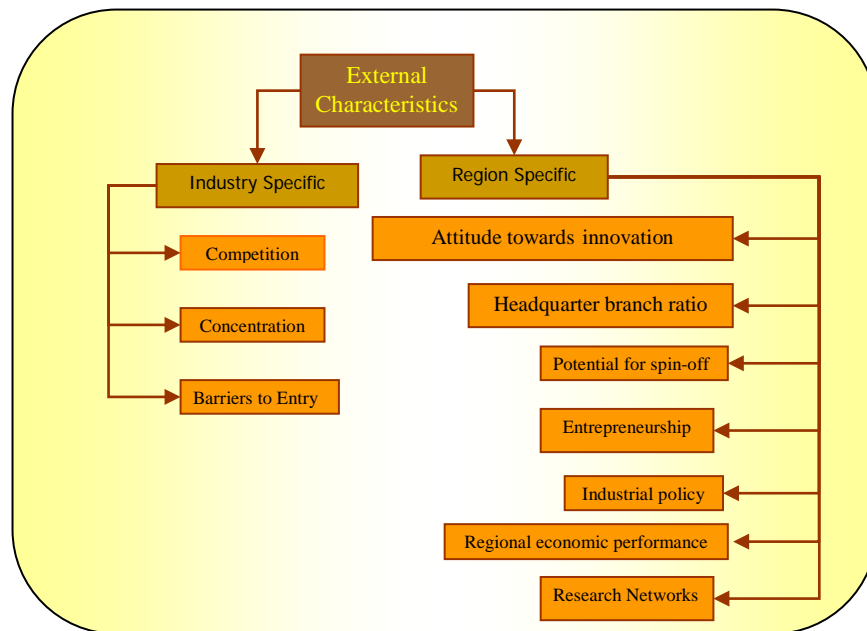 External
Characteristics
Industry Specific
Region Specific
Competition
Concentration
Barriers to Entry
Attitude towards innovation
Headquarter branch ratio
Potential for spin-off
Entrepreneurship
Industrial policy
Regional economic performance
Research Networks